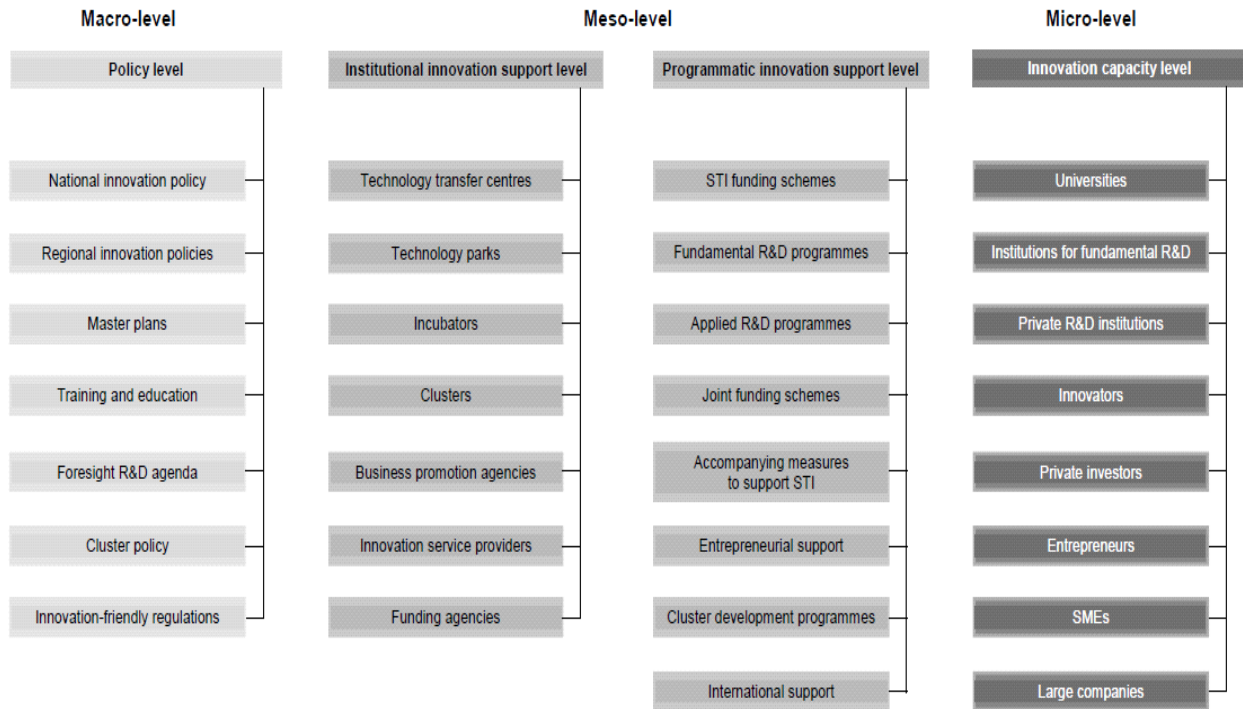 Macro-level
Meso-level
Micro-level
Policy level
Institutional innovation support level
Programmatic innovation support level
Innovation capacity level
National innovation policy
Technology transfer centres
STI funding schemes
Universities
Regional innovation policies
Technology parks
Fundamental R&D programmes
Institutions for fundamental R&D
Master plans
Incubators
Applied R&D programmes
Private R&D institutions
Training and education
Clusters
Joint funding schemes
Innovators
Foresight R&D agenda
Business promotion agencies
Accompanying measures
to support STI
Private investors
Cluster policy
Innovation service providers
Entrepreneurial support
Entrepreneurs
Innovation-friendly regulations
Funding agencies
Cluster development programmes
SMEs
International support
Large companies